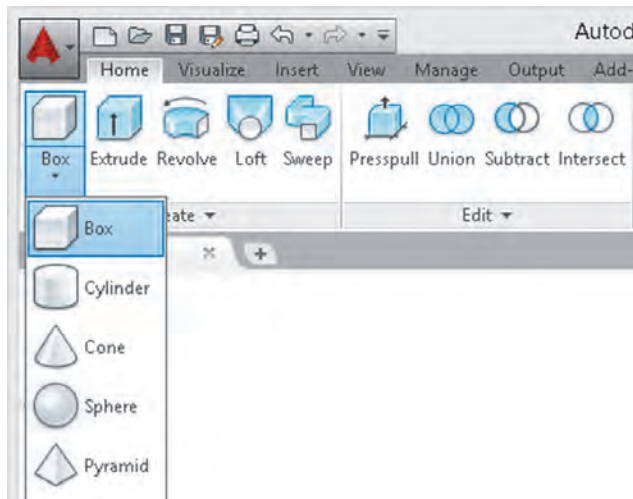 Autod
Home Visualize Insert View Manage Output Add-
Box Extrude Revolve Loft Sweep Presspull Union Subtract Intersect
eate Edit
Box
Cylinder
Cone
Sphere
Pyramid